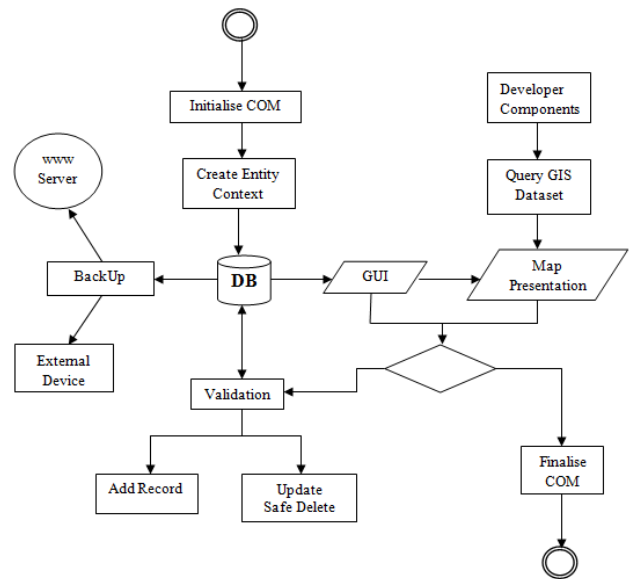 Initialise COM
Developer
Components
www
Server
Create Entity
Context
Query GIS
Dataset
BackUp
DB
GUI
Map
Presentation
External
Device
Validation
Add Record
Update
Safe Delete
Finalise
COM